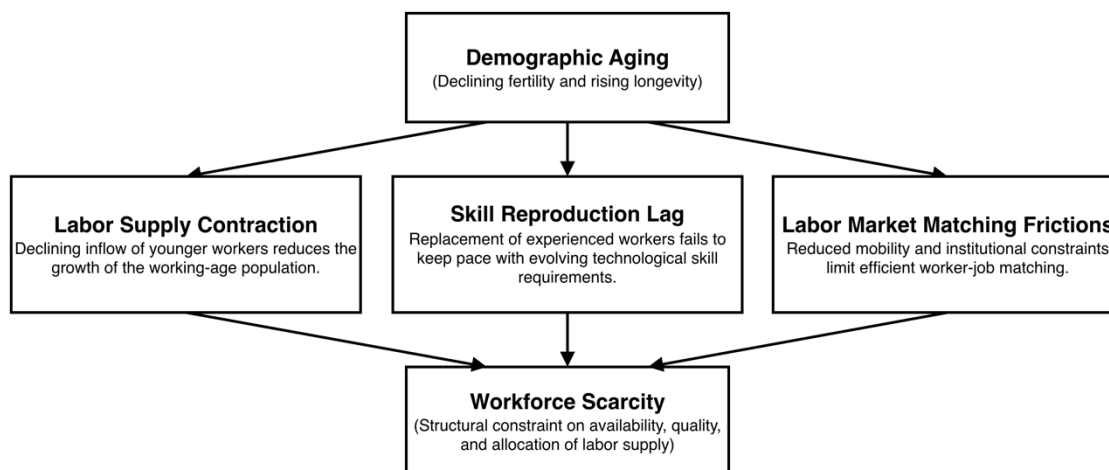 Demographic Aging
(Declining fertility and rising longevity)
Labor Supply Contraction
Declining inflow of younger workers reduces the
growth of the working-age population.
Skill Reproduction Lag
Replacement of experienced workers fails to
keep pace with evolving technological skill
requirements.
Labor Market Matching Frictions
Reduced mobility and institutional constraints
limit efficient worker-job matching.
Workforce Scarcity
(Structural constraint on availability, quality,
and allocation of labor supply)